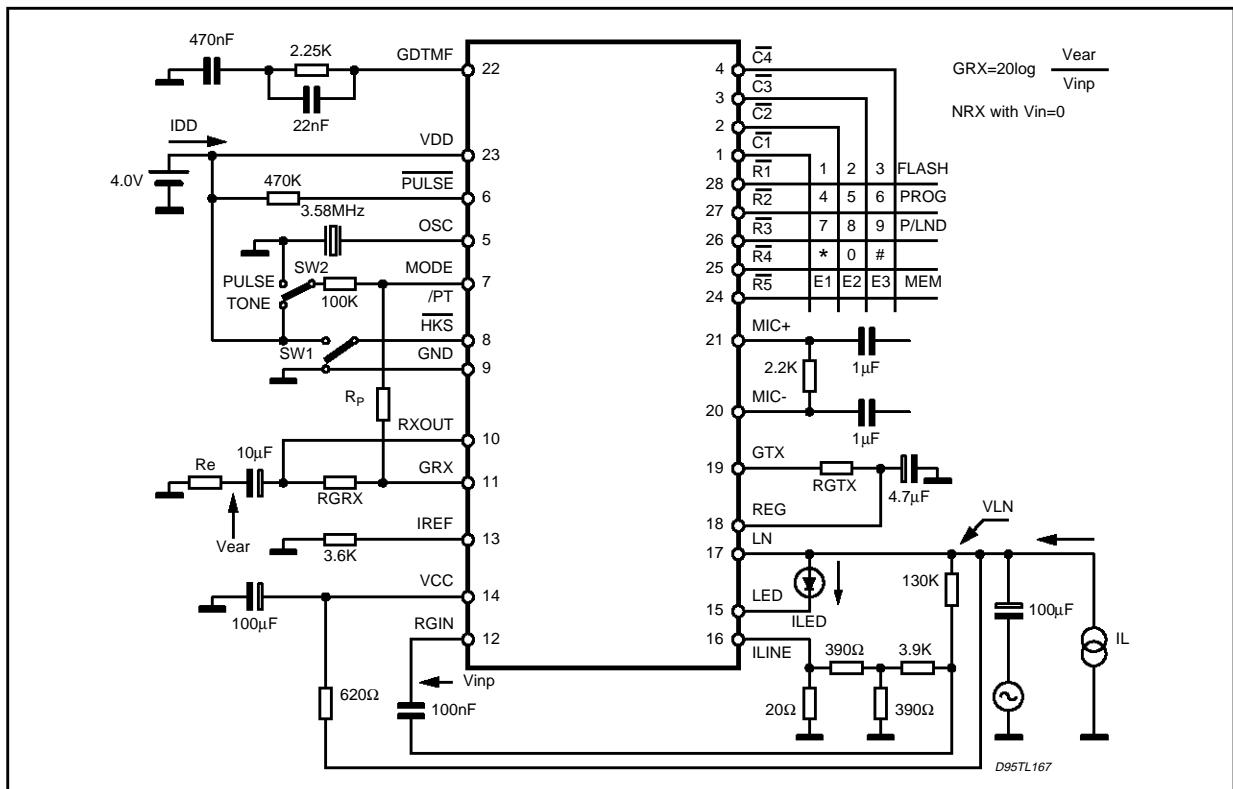 470nF
2.25K
GDTMF
22
22nF
IDD
VDD
23
4.0V
470K
PULSE
6
3.58MHz
OSC
5
SW2
MODE
7
PULSE
TONE
100K
/PT
HKS
8
SW1
GND
9
RP
RXOUT
10
Re
10µF
GRX
11
RGRX
Vear
IREF
13
3.6K
VCC
14
100µF
RGIN
12
Vinp
620Ω
100nF
4
C4
3
C3
2
C2
1
C1
28
R1
1 2 3 FLASH
27
R2
4 5 6 PROG
26
R3
7 8 9 P/LND
25
R4
* 0 #
24
R5
E1 E2 E3 MEM
GRX=20log Vear
Vinp
NRX with Vin=0
21
MIC+
1µF
2.2K
20
MIC-
1µF
19
GTX
RGTX
4.7µF
18
REG
VLN
17
LN
130K
15
LED
ILED
100µF
IL
16
ILINE
390Ω
3.9K
20Ω
390Ω
D95TL167